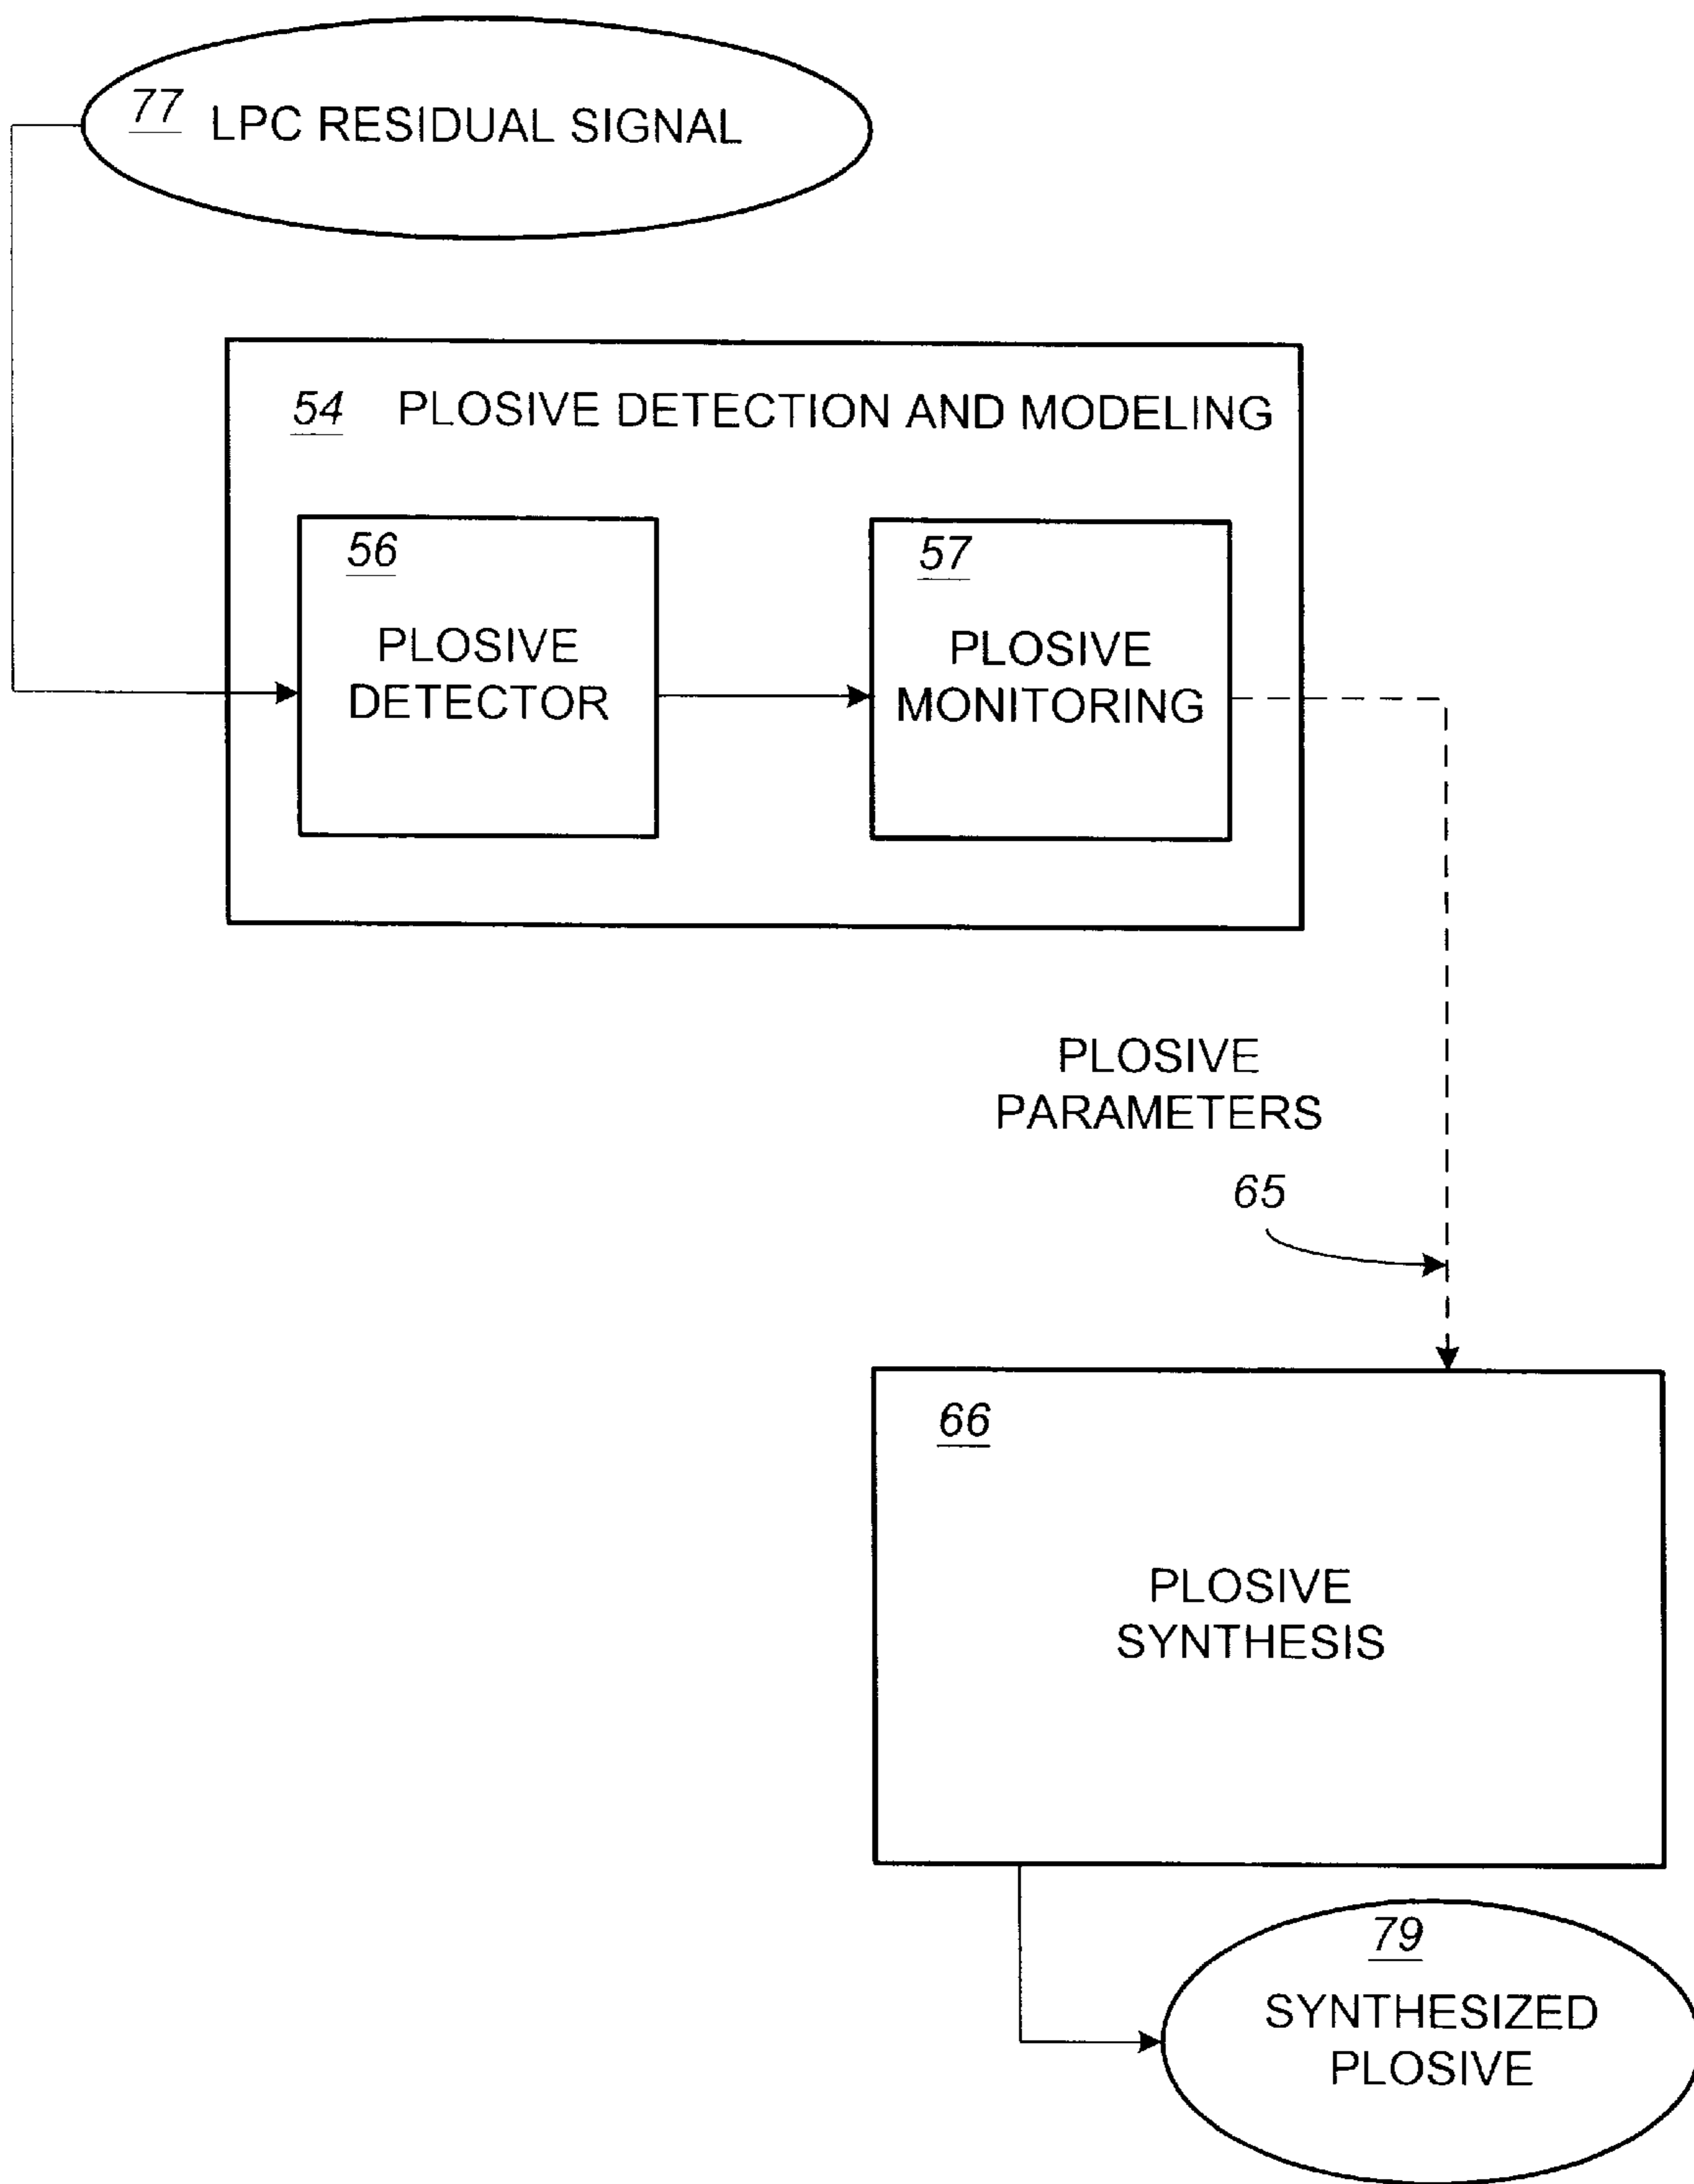 77 LPC RESIDUAL SIGNAL
54 PLOSIVE DETECTION AND MODELING
56
PLOSIVE
DETECTOR
57
PLOSIVE
MONITORING
PLOSIVE
PARAMETERS
65
66
PLOSIVE
SYNTHESIS
79
SYNTHESIZED
PLOSIVE